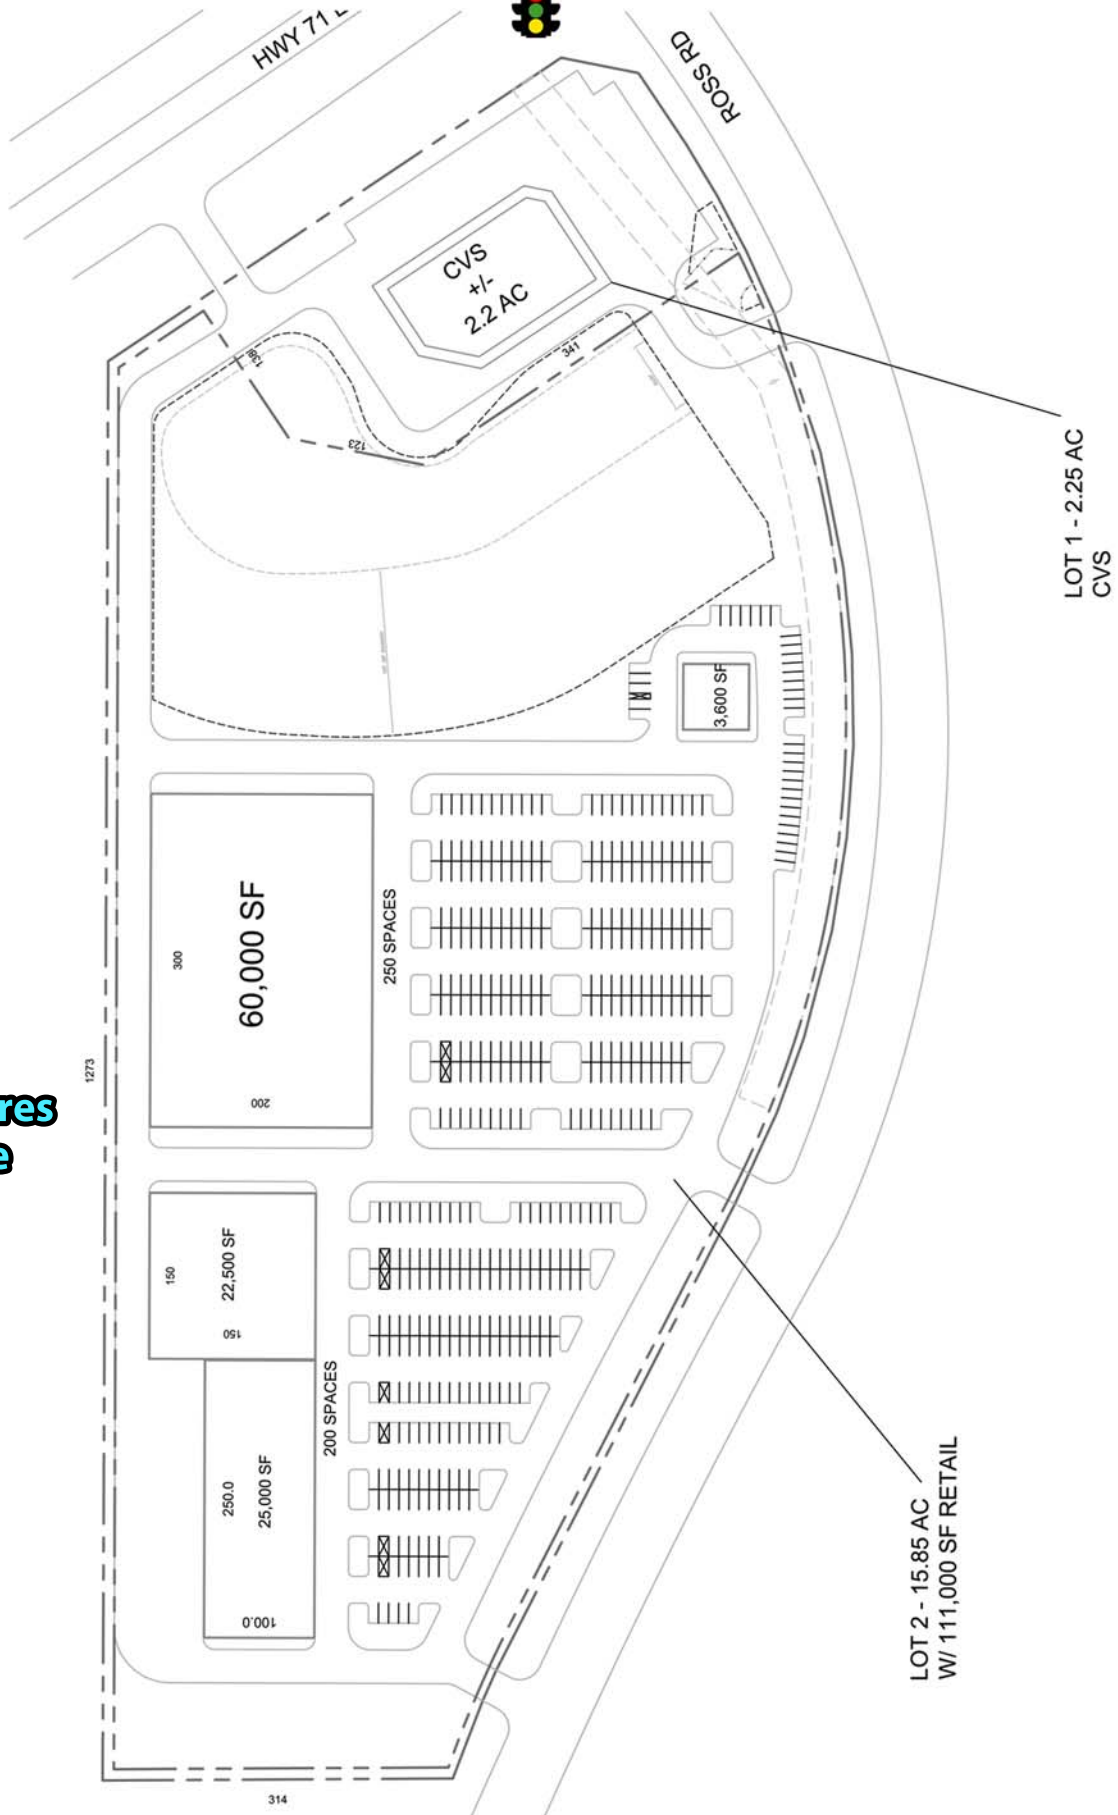 HWY 71
ROSS RD
CVS
+/-
2.2 AC
138
123
341
LOT 1 - 2.25 AC
CVS
3,600 SF
300
60,000 SF
200
250 SPACES
1273
res
e
150
22,500 SF
150
200 SPACES
250.0
25,000 SF
100.0
LOT 2 - 15.85 AC
W/ 111,000 SF RETAIL
314